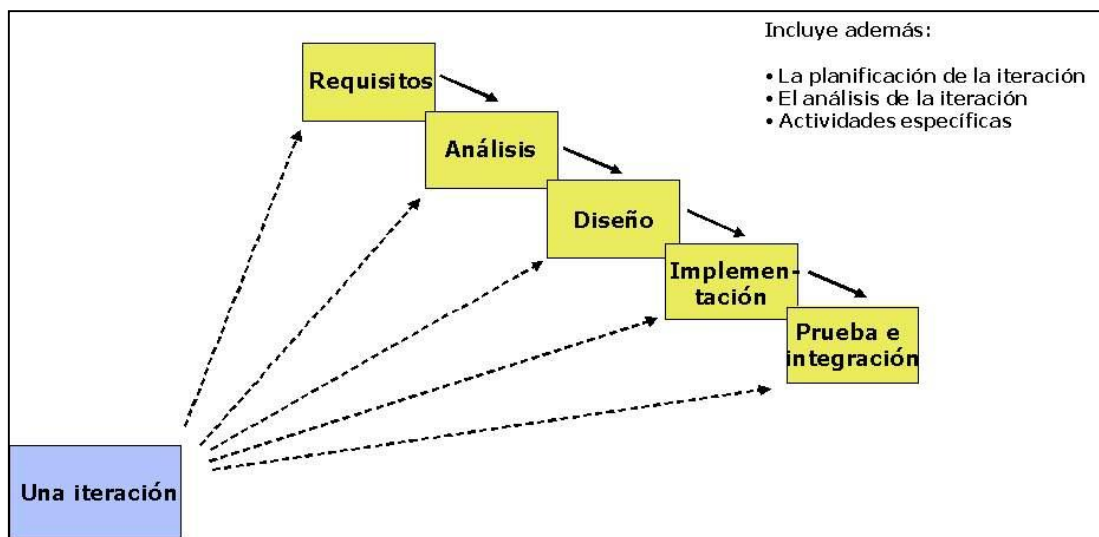 Incluye además:
• La planificación de la iteración
• El análisis de la iteración
• Actividades específicas
Requisitos
Análisis
Diseño
Implemen-
tación
Prueba e
integración
Una iteración